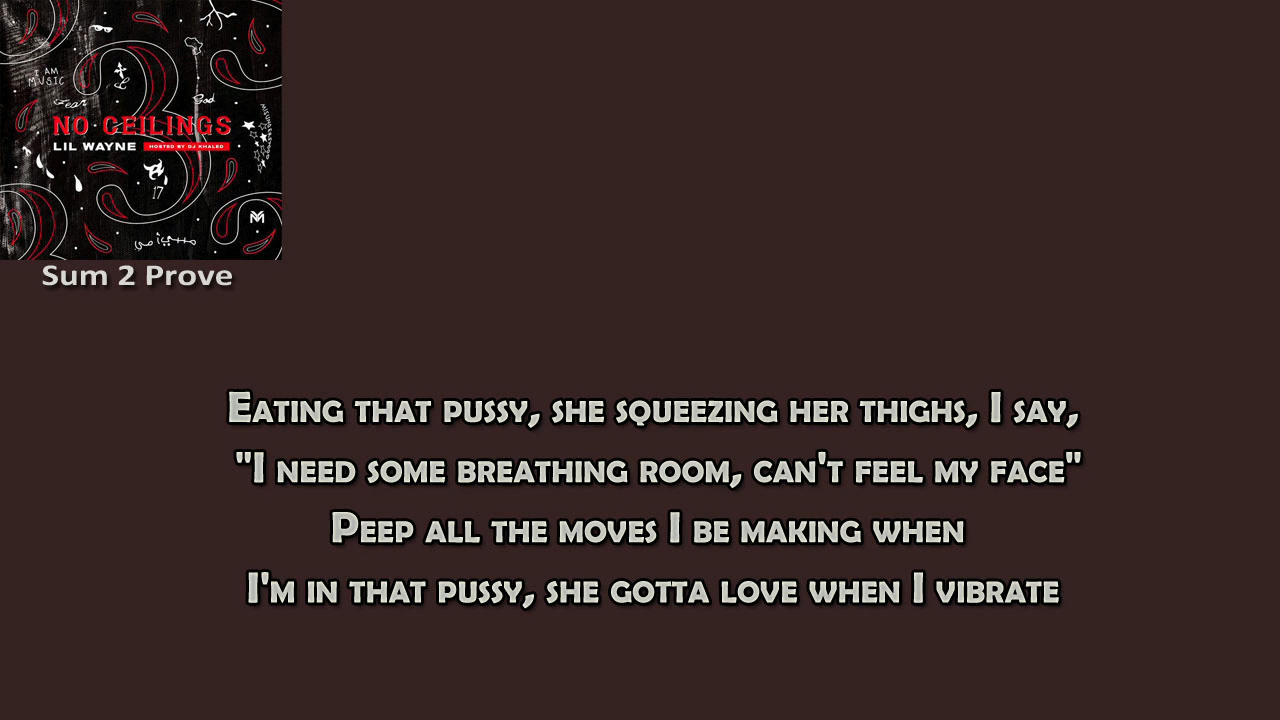 I AM
MUSIC
Fear
God
MISUNDERSTOOD
NO CEILINGS
3
LIL WAYNE HOSTED BY DJ KHALED
17
Sum 2 Prove
Eating that pussy, she squeezing her thighs, I say,
"I need some breathing room, can't feel my face"
Peep all the moves I be making when
I'm in that pussy, she gotta love when I vibrate